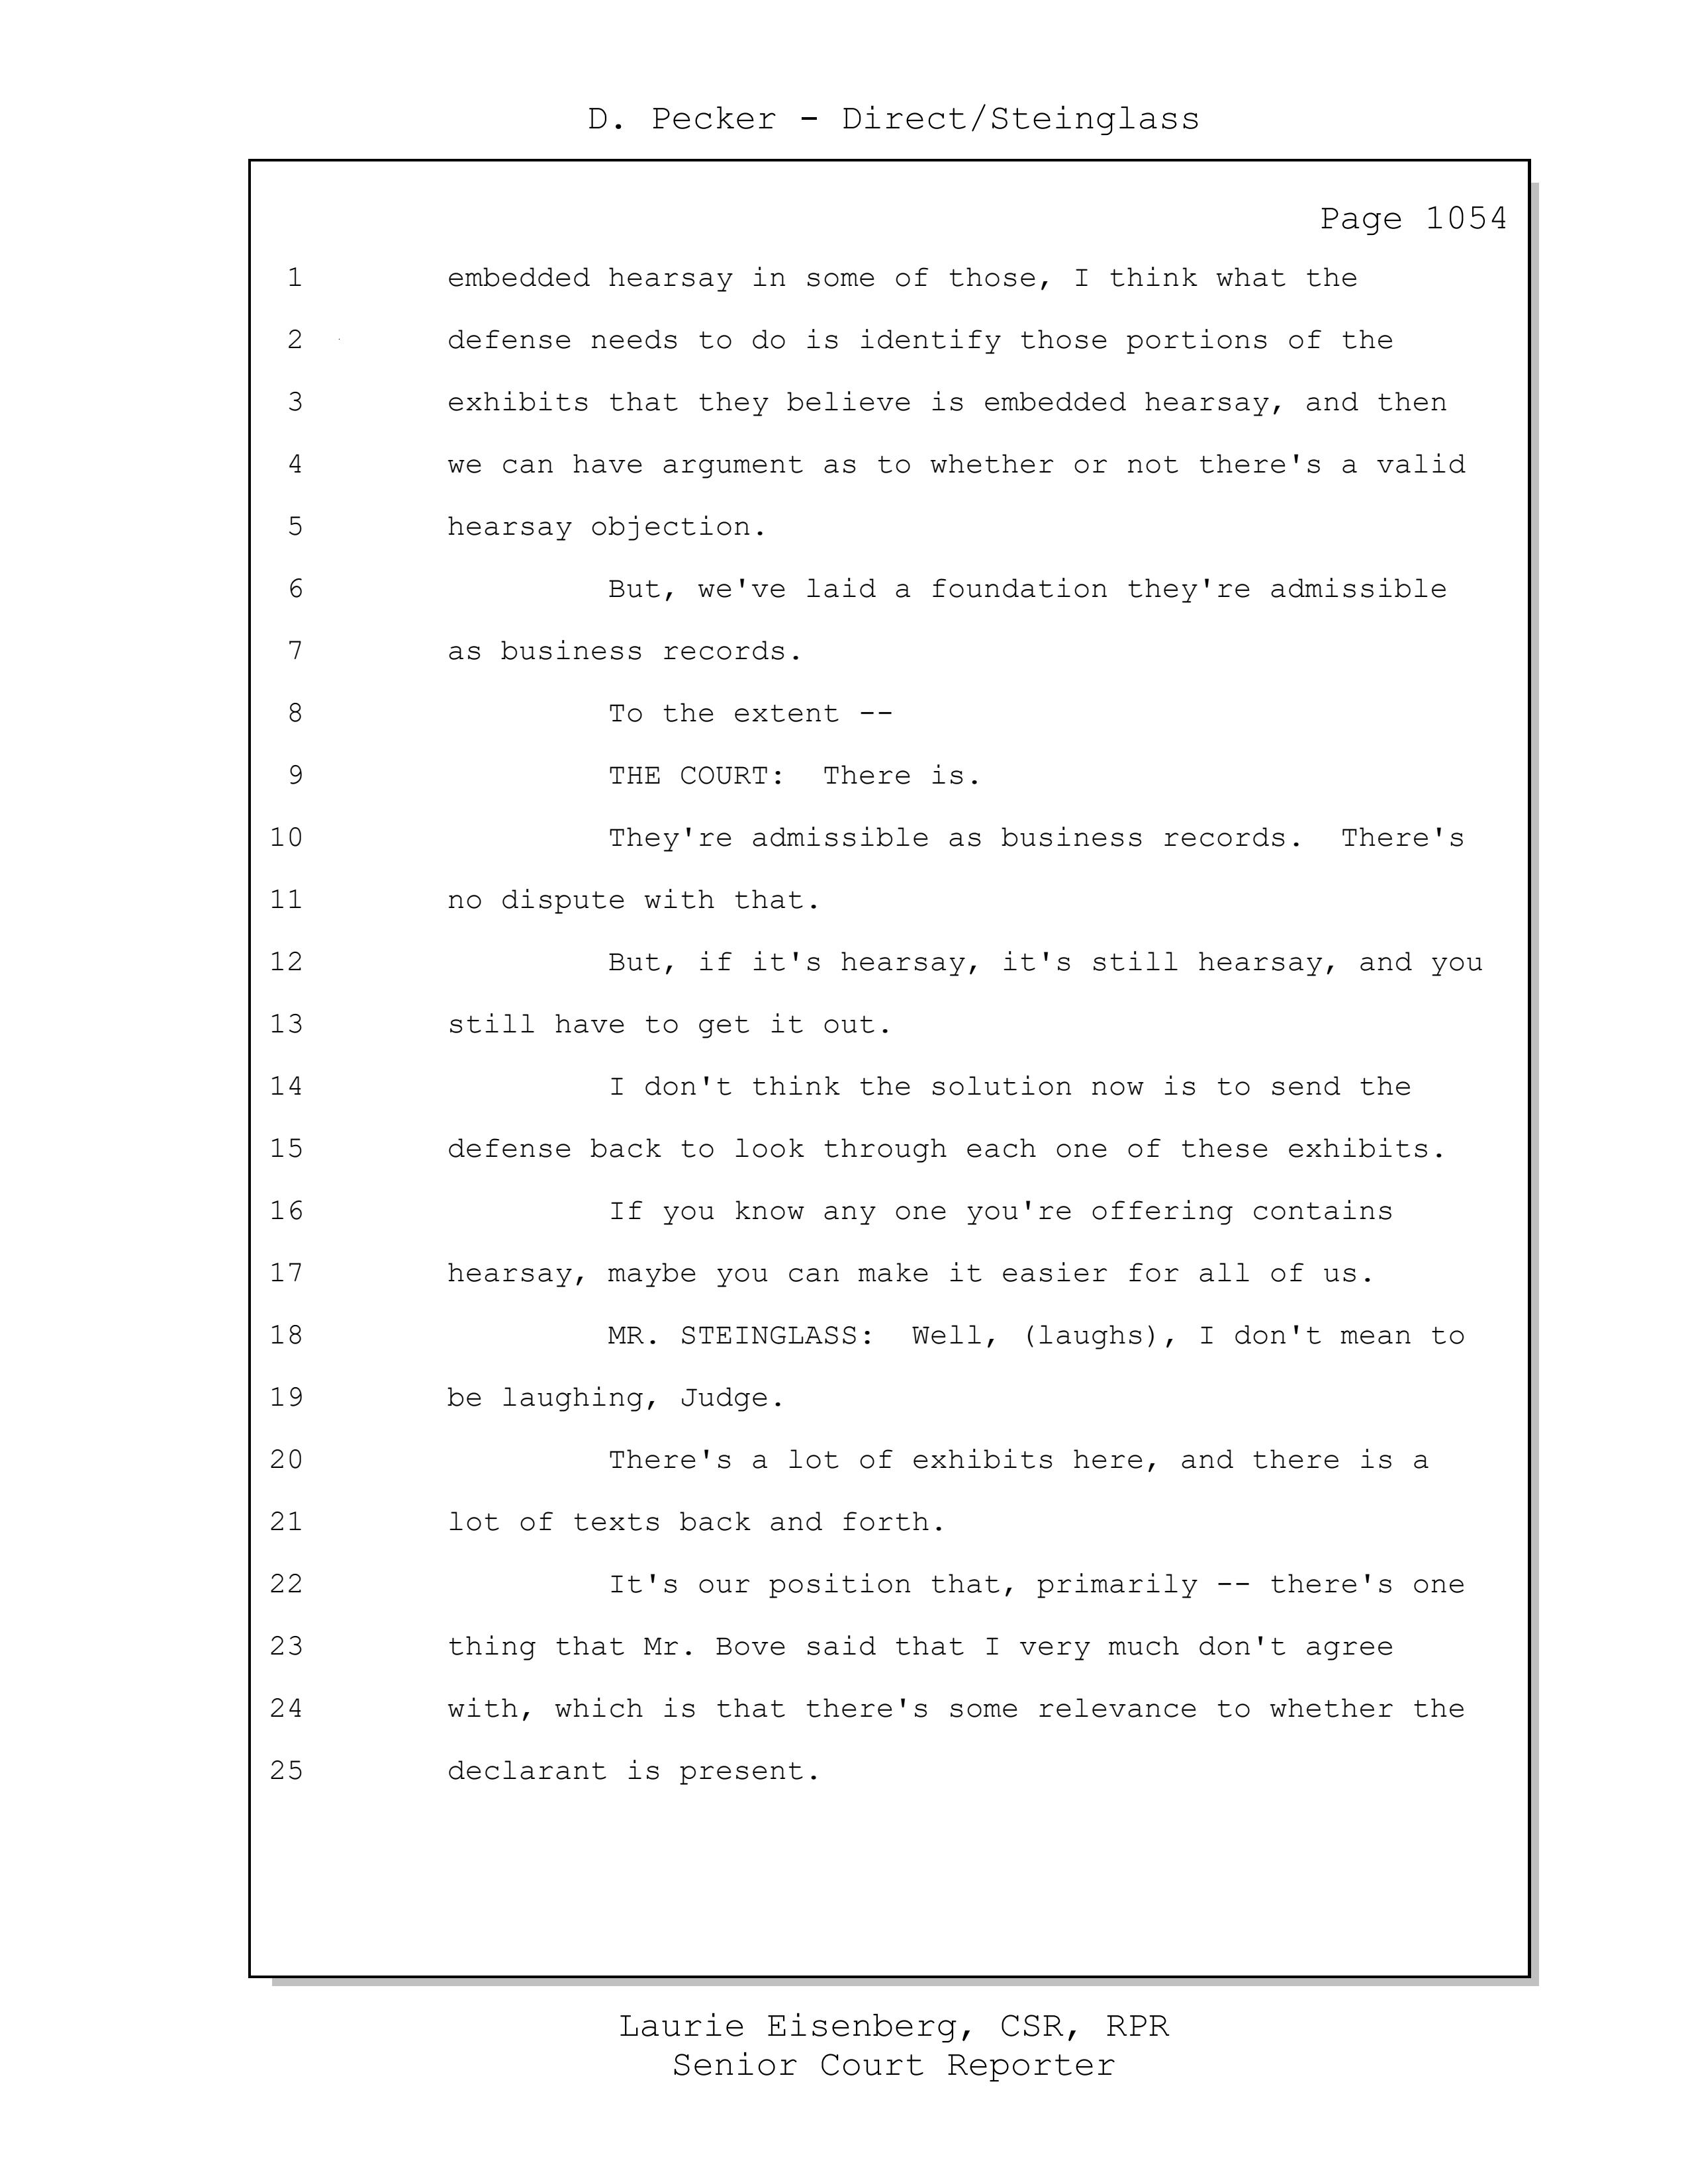 D. Pecker - Direct/Steinglass
Page 1054
1 embedded hearsay in some of those, I think what the
2 defense needs to do is identify those portions of the
3 exhibits that they believe is embedded hearsay, and then
4 we can have argument as to whether or not there's a valid
5 hearsay objection.
6 But, we've laid a foundation they're admissible
7 as business records.
8 To the extent --
9 THE COURT: There is.
10 They're admissible as business records. There's
11 no dispute with that.
12 But, if it's hearsay, it's still hearsay, and you
13 still have to get it out.
14 I don't think the solution now is to send the
15 defense back to look through each one of these exhibits.
16 If you know any one you're offering contains
17 hearsay, maybe you can make it easier for all of us.
18 MR. STEINGLASS: Well, (laughs), I don't mean to
19 be laughing, Judge.
20 There's a lot of exhibits here, and there is a
21 lot of texts back and forth.
22 It's our position that, primarily -- there's one
23 thing that Mr. Bove said that I very much don't agree
24 with, which is that there's some relevance to whether the
25 declarant is present.
Laurie Eisenberg, CSR, RPR
Senior Court Reporter